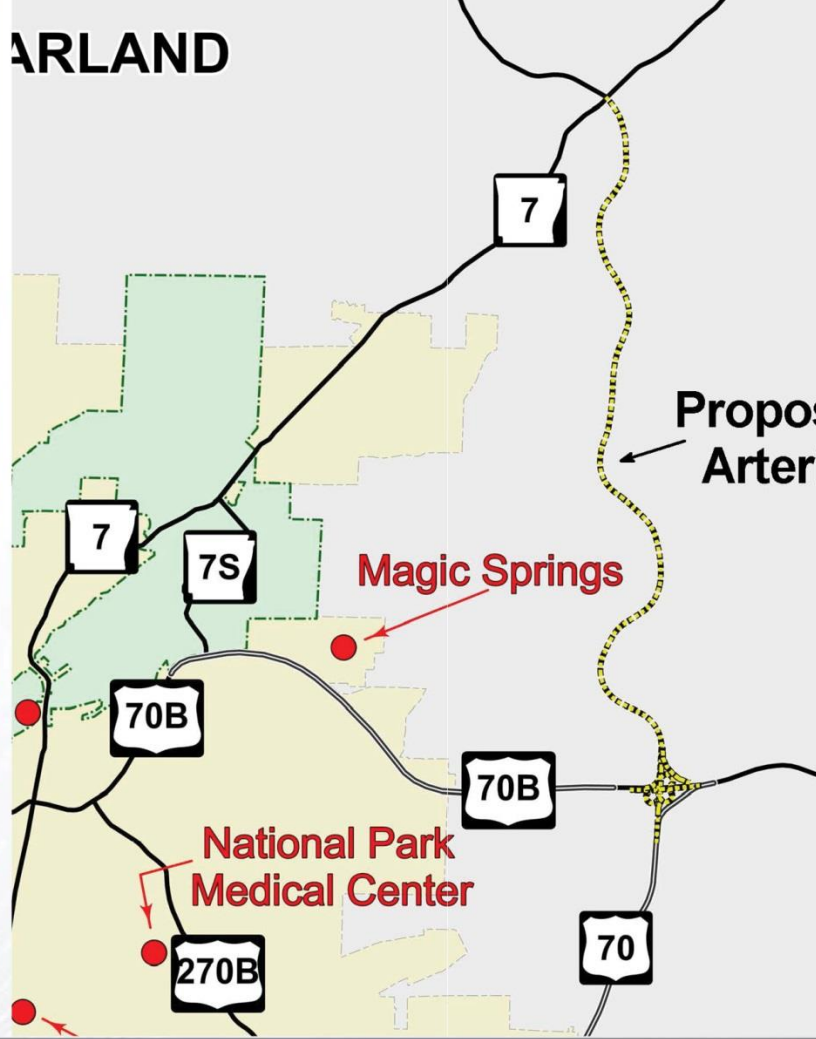 ARLAND
7
Propos
Arter
7
7S
Magic Springs
70B
70B
National Park
Medical Center
70
270B